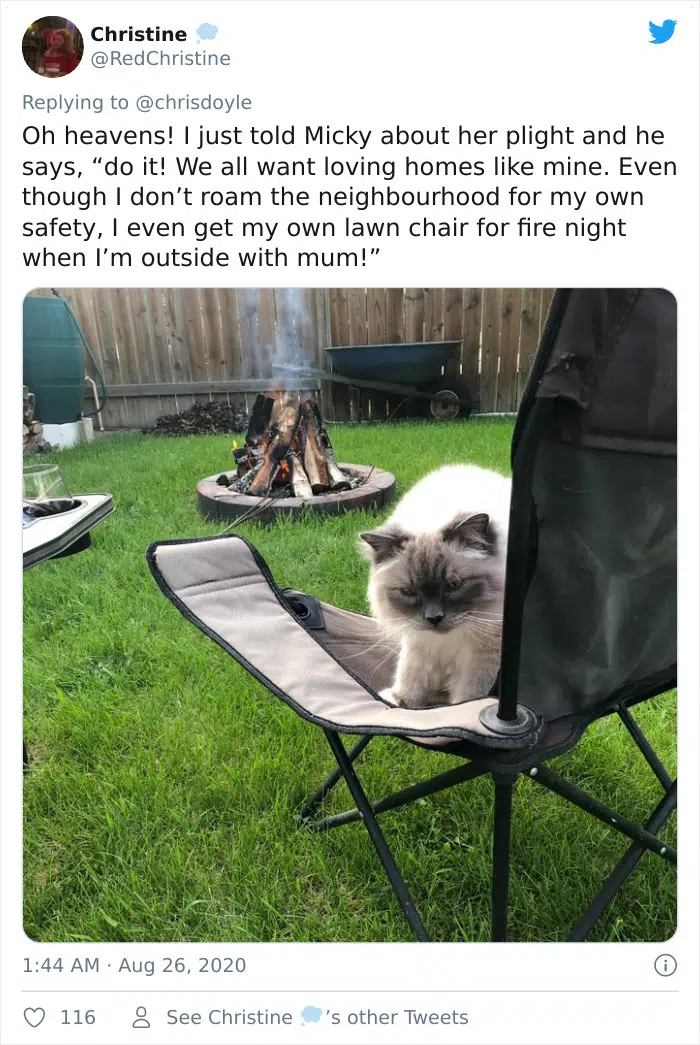 Christine 💭
@RedChristine
Replying to @chrisdoyle
Oh heavens! I just told Micky about her plight and he
says, “do it! We all want loving homes like mine. Even
though I don’t roam the neighbourhood for my own
safety, I even get my own lawn chair for fire night
when I’m outside with mum!”
1:44 AM · Aug 26, 2020
116 See Christine 💭’s other Tweets